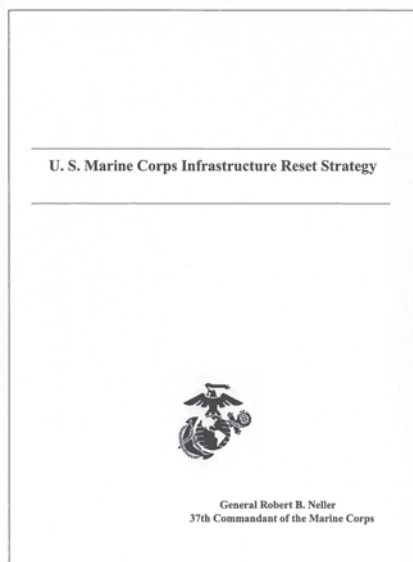 U. S. Marine Corps Infrastructure Reset Strategy
General Robert B. Neller
37th Commandant of the Marine Corps